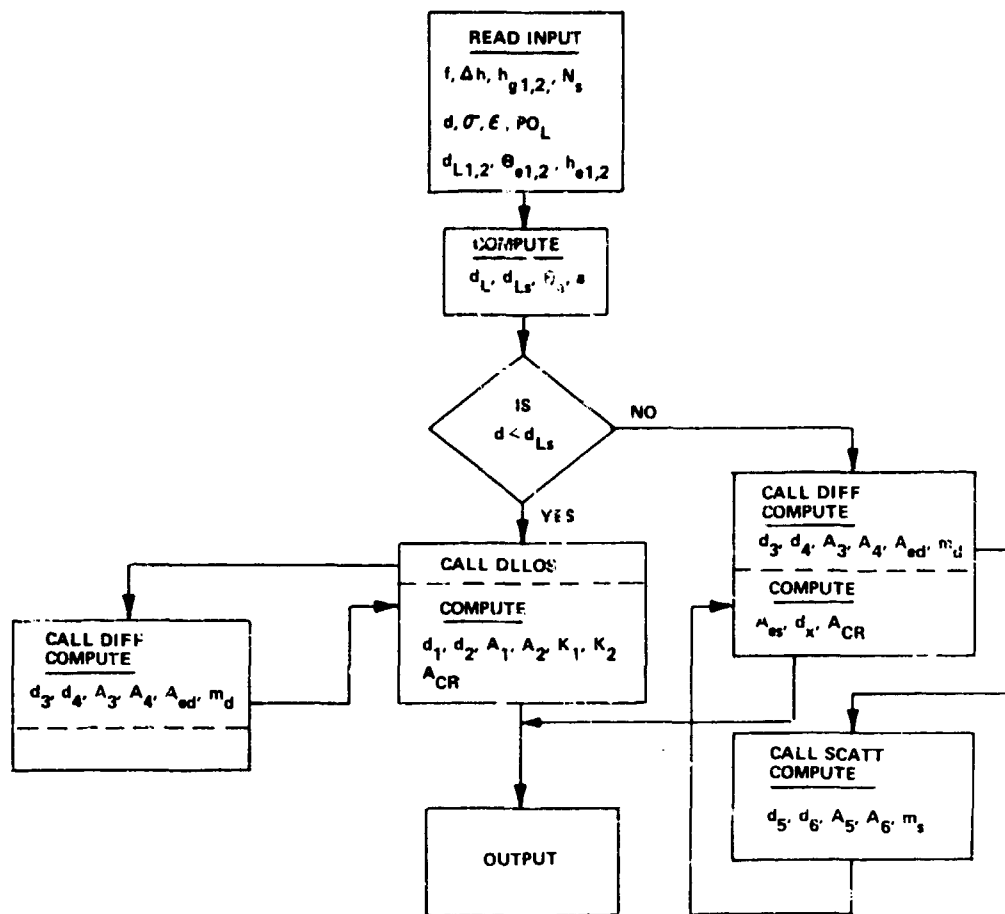 READ INPUT
f, Δh, h_g1,2, N_s
d, σ, ε, PO_L
d_L1,2, Θ_e1,2, h_e1,2
COMPUTE
d_L, d_Ls, a
IS
d < d_Ls
NO
YES
CALL DIFF
COMPUTE
d_3, d_4, A_3, A_4, A_ed, m_d
COMPUTE
A_es, d_x, A_CR
CALL DLLOS
COMPUTE
d_1, d_2, A_1, A_2, K_1, K_2
A_CR
CALL DIFF
COMPUTE
d_3, d_4, A_3, A_4, A_ed, m_d
CALL SCATT
COMPUTE
d_5, d_6, A_5, A_6, m_s
OUTPUT